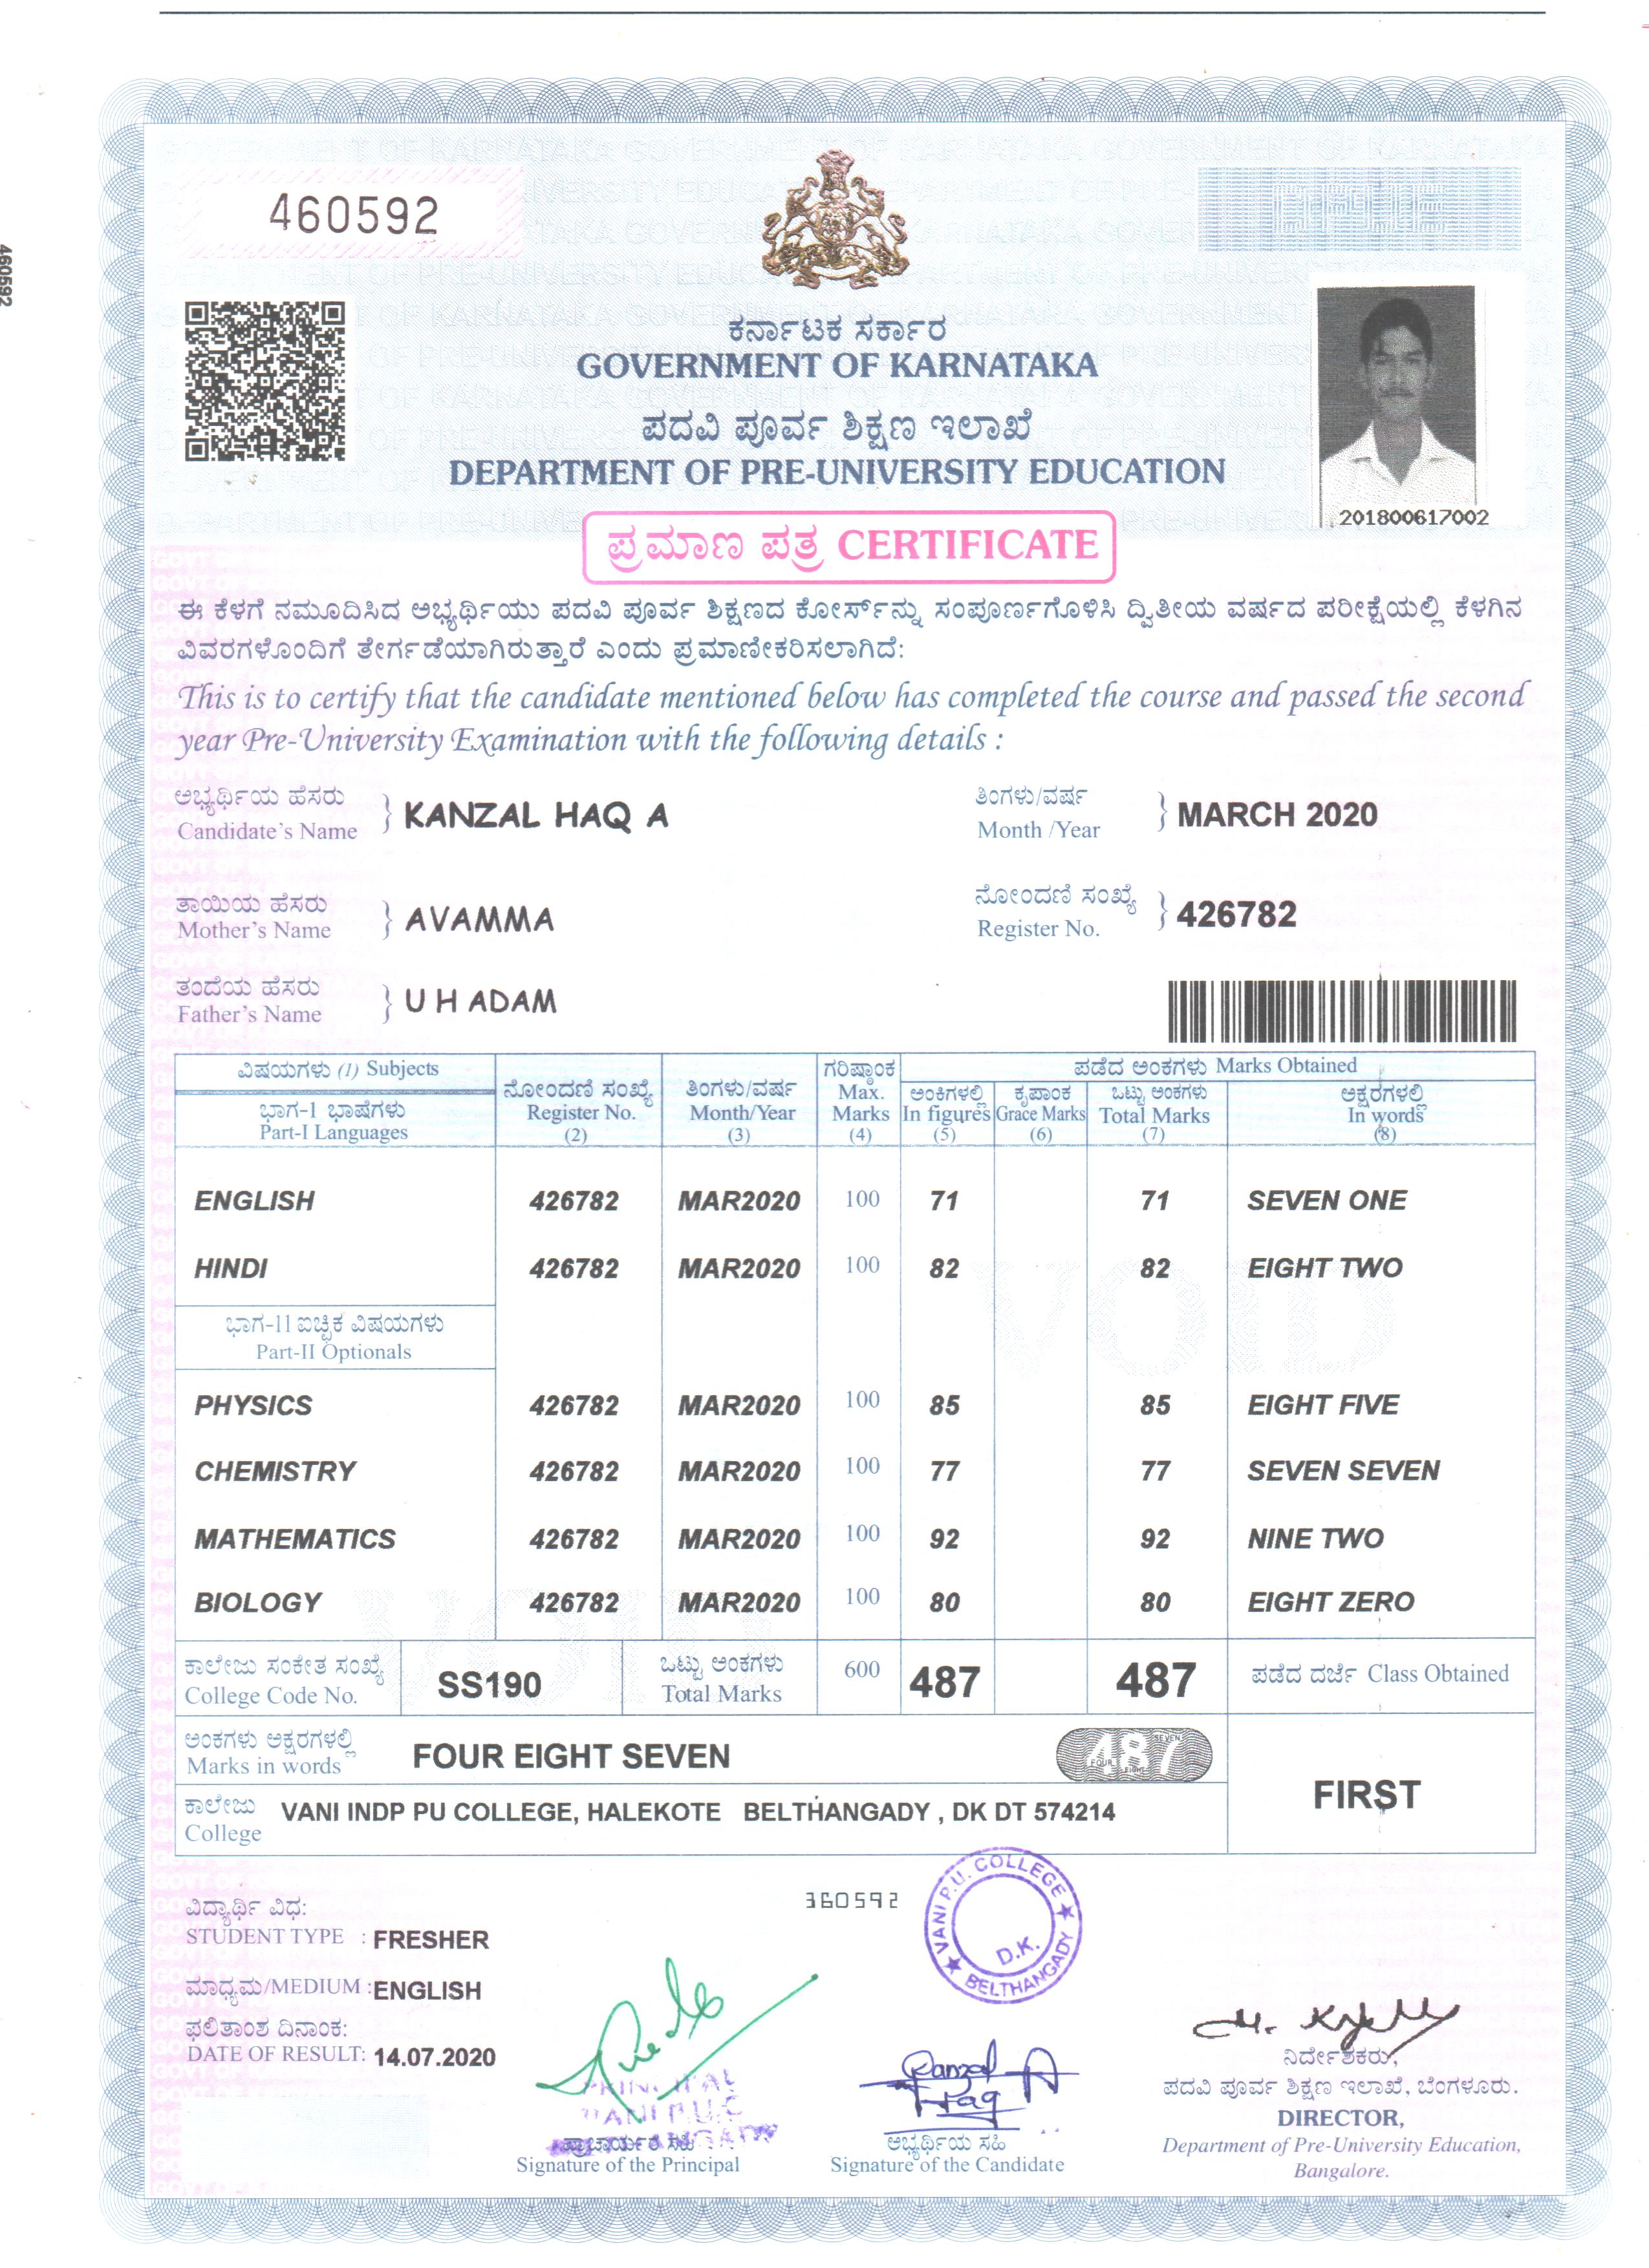 460592
460592
ಕರ್ನಾಟಕ ಸರ್ಕಾರ
GOVERNMENT OF KARNATAKA
ಪದವಿ ಪೂರ್ವ ಶಿಕ್ಷಣ ಇಲಾಖೆ
DEPARTMENT OF PRE-UNIVERSITY EDUCATION
201800617002
ಪ್ರಮಾಣ ಪತ್ರ CERTIFICATE
ಈ ಕೆಳಗೆ ನಮೂದಿಸಿದ ಅಭ್ಯರ್ಥಿಯು ಪದವಿ ಪೂರ್ವ ಶಿಕ್ಷಣದ ಕೋರ್ಸ್‌ನ್ನು ಸಂಪೂರ್ಣಗೊಳಿಸಿ ದ್ವಿತೀಯ ವರ್ಷದ ಪರೀಕ್ಷೆಯಲ್ಲಿ ಕೆಳಗಿನ
ವಿವರಗಳೊಂದಿಗೆ ತೇರ್ಗಡೆಯಾಗಿರುತ್ತಾರೆ ಎಂದು ಪ್ರಮಾಣೀಕರಿಸಲಾಗಿದೆ:
This is to certify that the candidate mentioned below has completed the course and passed the second
year Pre-University Examination with the following details :
ಅಭ್ಯರ್ಥಿಯ ಹೆಸರು
Candidate's Name } KANZAL HAQ A
ತಿಂಗಳು/ವರ್ಷ
Month /Year } MARCH 2020
ತಾಯಿಯ ಹೆಸರು
Mother's Name } AVAMMA
ನೋಂದಣಿ ಸಂಖ್ಯೆ
Register No. } 426782
ತಂದೆಯ ಹೆಸರು
Father's Name } U H ADAM
ವಿಷಯಗಳು (1) Subjects
ಭಾಗ-1 ಭಾಷೆಗಳು
Part-I Languages
ನೋಂದಣಿ ಸಂಖ್ಯೆ
Register No.
(2)
ತಿಂಗಳು/ವರ್ಷ
Month/Year
(3)
ಗರಿಷ್ಠಾಂಕ
Max.
Marks
(4)
ಪಡೆದ ಅಂಕಗಳು Marks Obtained
ಅಂಕಿಗಳಲ್ಲಿ
In figures
(5)
ಕೃಪಾಂಕ
Grace Marks
(6)
ಒಟ್ಟು ಅಂಕಗಳು
Total Marks
(7)
ಅಕ್ಷರಗಳಲ್ಲಿ
In words
(8)
ENGLISH 426782 MAR2020 100 71 71 SEVEN ONE
HINDI 426782 MAR2020 100 82 82 EIGHT TWO
ಭಾಗ-11 ಐಚ್ಛಿಕ ವಿಷಯಗಳು
Part-II Optionals
PHYSICS 426782 MAR2020 100 85 85 EIGHT FIVE
CHEMISTRY 426782 MAR2020 100 77 77 SEVEN SEVEN
MATHEMATICS 426782 MAR2020 100 92 92 NINE TWO
BIOLOGY 426782 MAR2020 100 80 80 EIGHT ZERO
ಕಾಲೇಜು ಸಂಕೇತ ಸಂಖ್ಯೆ
College Code No. SS190
ಒಟ್ಟು ಅಂಕಗಳು
Total Marks 600 487 487
ಪಡೆದ ದರ್ಜೆ Class Obtained
ಅಂಕಗಳು ಅಕ್ಷರಗಳಲ್ಲಿ
Marks in words FOUR EIGHT SEVEN
487
FOUR EIGHT SEVEN
FIRST
ಕಾಲೇಜು
College VANI INDP PU COLLEGE, HALEKOTE BELTHANGADY , DK DT 574214
ವಿದ್ಯಾರ್ಥಿ ವಿಧ:
STUDENT TYPE : FRESHER
360592
VANI P.U. COLLEGE
D.K.
BELTHANGADY
ಮಾಧ್ಯಮ/MEDIUM :ENGLISH
ಫಲಿತಾಂಶ ದಿನಾಂಕ:
DATE OF RESULT: 14.07.2020
PRINCIPAL
VANI P.U.C
ಪ್ರಾಚಾರ್ಯರ ಸಹಿ
Signature of the Principal
Kanzal Haq A
ಅಭ್ಯರ್ಥಿಯ ಸಹಿ
Signature of the Candidate
ನಿರ್ದೇಶಕರು,
ಪದವಿ ಪೂರ್ವ ಶಿಕ್ಷಣ ಇಲಾಖೆ, ಬೆಂಗಳೂರು.
DIRECTOR,
Department of Pre-University Education,
Bangalore.